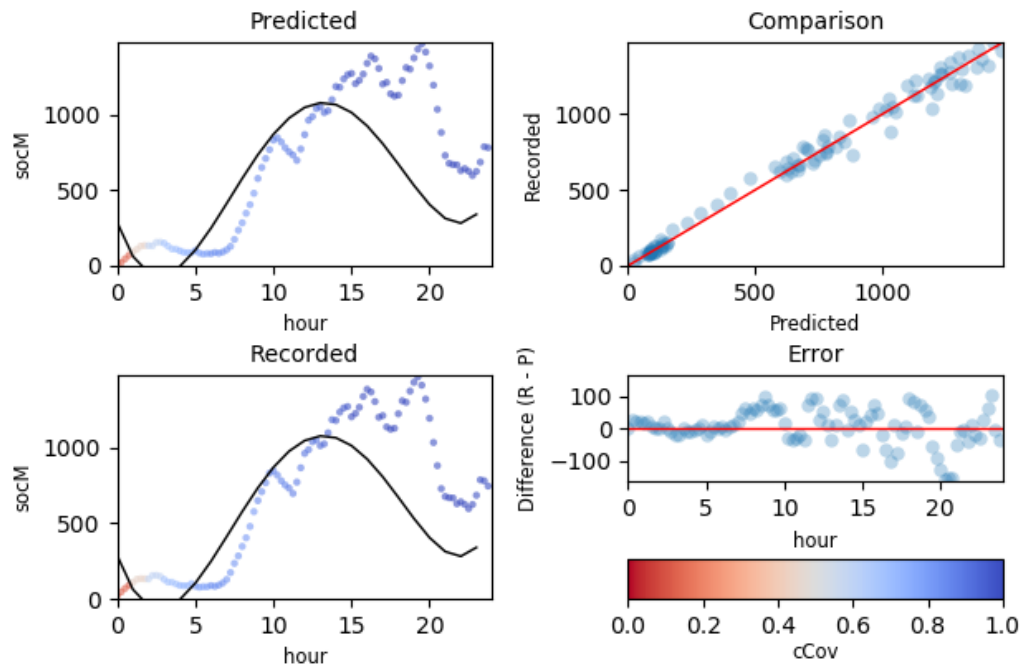 Predicted
socM
1000
500
0
0 5 10 15 20
hour
Comparison
Recorded
1000
500
0
0 500 1000
Predicted
Recorded
socM
1000
500
0
0 5 10 15 20
hour
Error
Difference (R - P)
100
0
−100
0 5 10 15 20
hour
0.0 0.2 0.4 0.6 0.8 1.0
cCov